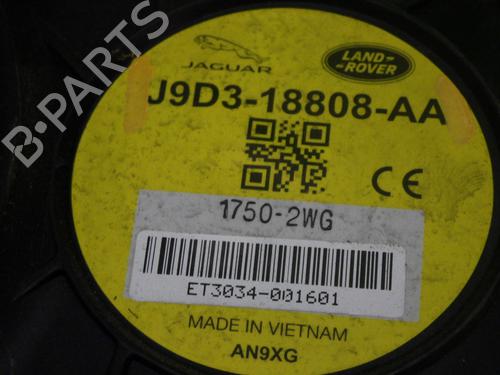 B-PARTS
JAGUAR
LAND-
ROVER
J9D3-18808-AA
CE
1750-2WG
ET3034-001601
MADE IN VIETNAM
AN9XG